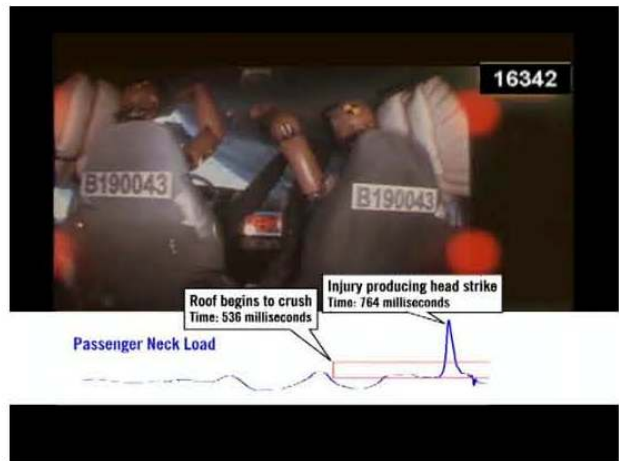 16342
B190043
B190043
Injury producing head strike
Time: 764 milliseconds
Roof begins to crush
Time: 536 milliseconds
Passenger Neck Load